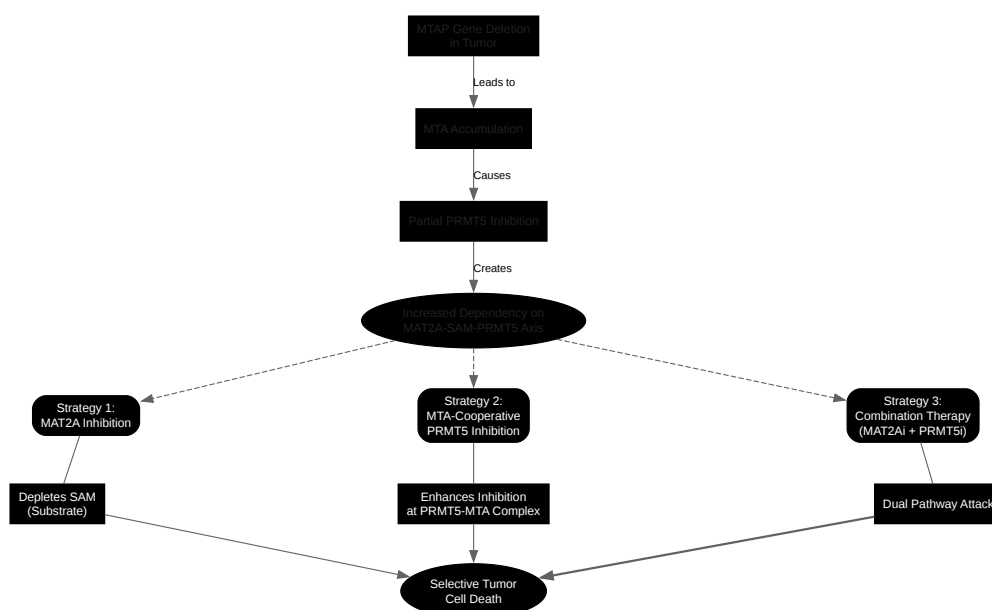 MTAP Gene Deletion
in Tumor
Leads to
MTA Accumulation
Causes
Partial PRMT5 Inhibition
Creates
Increased Dependency on
MAT2A-SAM-PRMT5 Axis
Strategy 1:
MAT2A Inhibition
Strategy 2:
MTA-Cooperative
PRMT5 Inhibition
Strategy 3:
Combination Therapy
(MAT2Ai + PRMT5i)
Depletes SAM
(Substrate)
Enhances Inhibition
at PRMT5-MTA Complex
Dual Pathway Attack
Selective Tumor
Cell Death